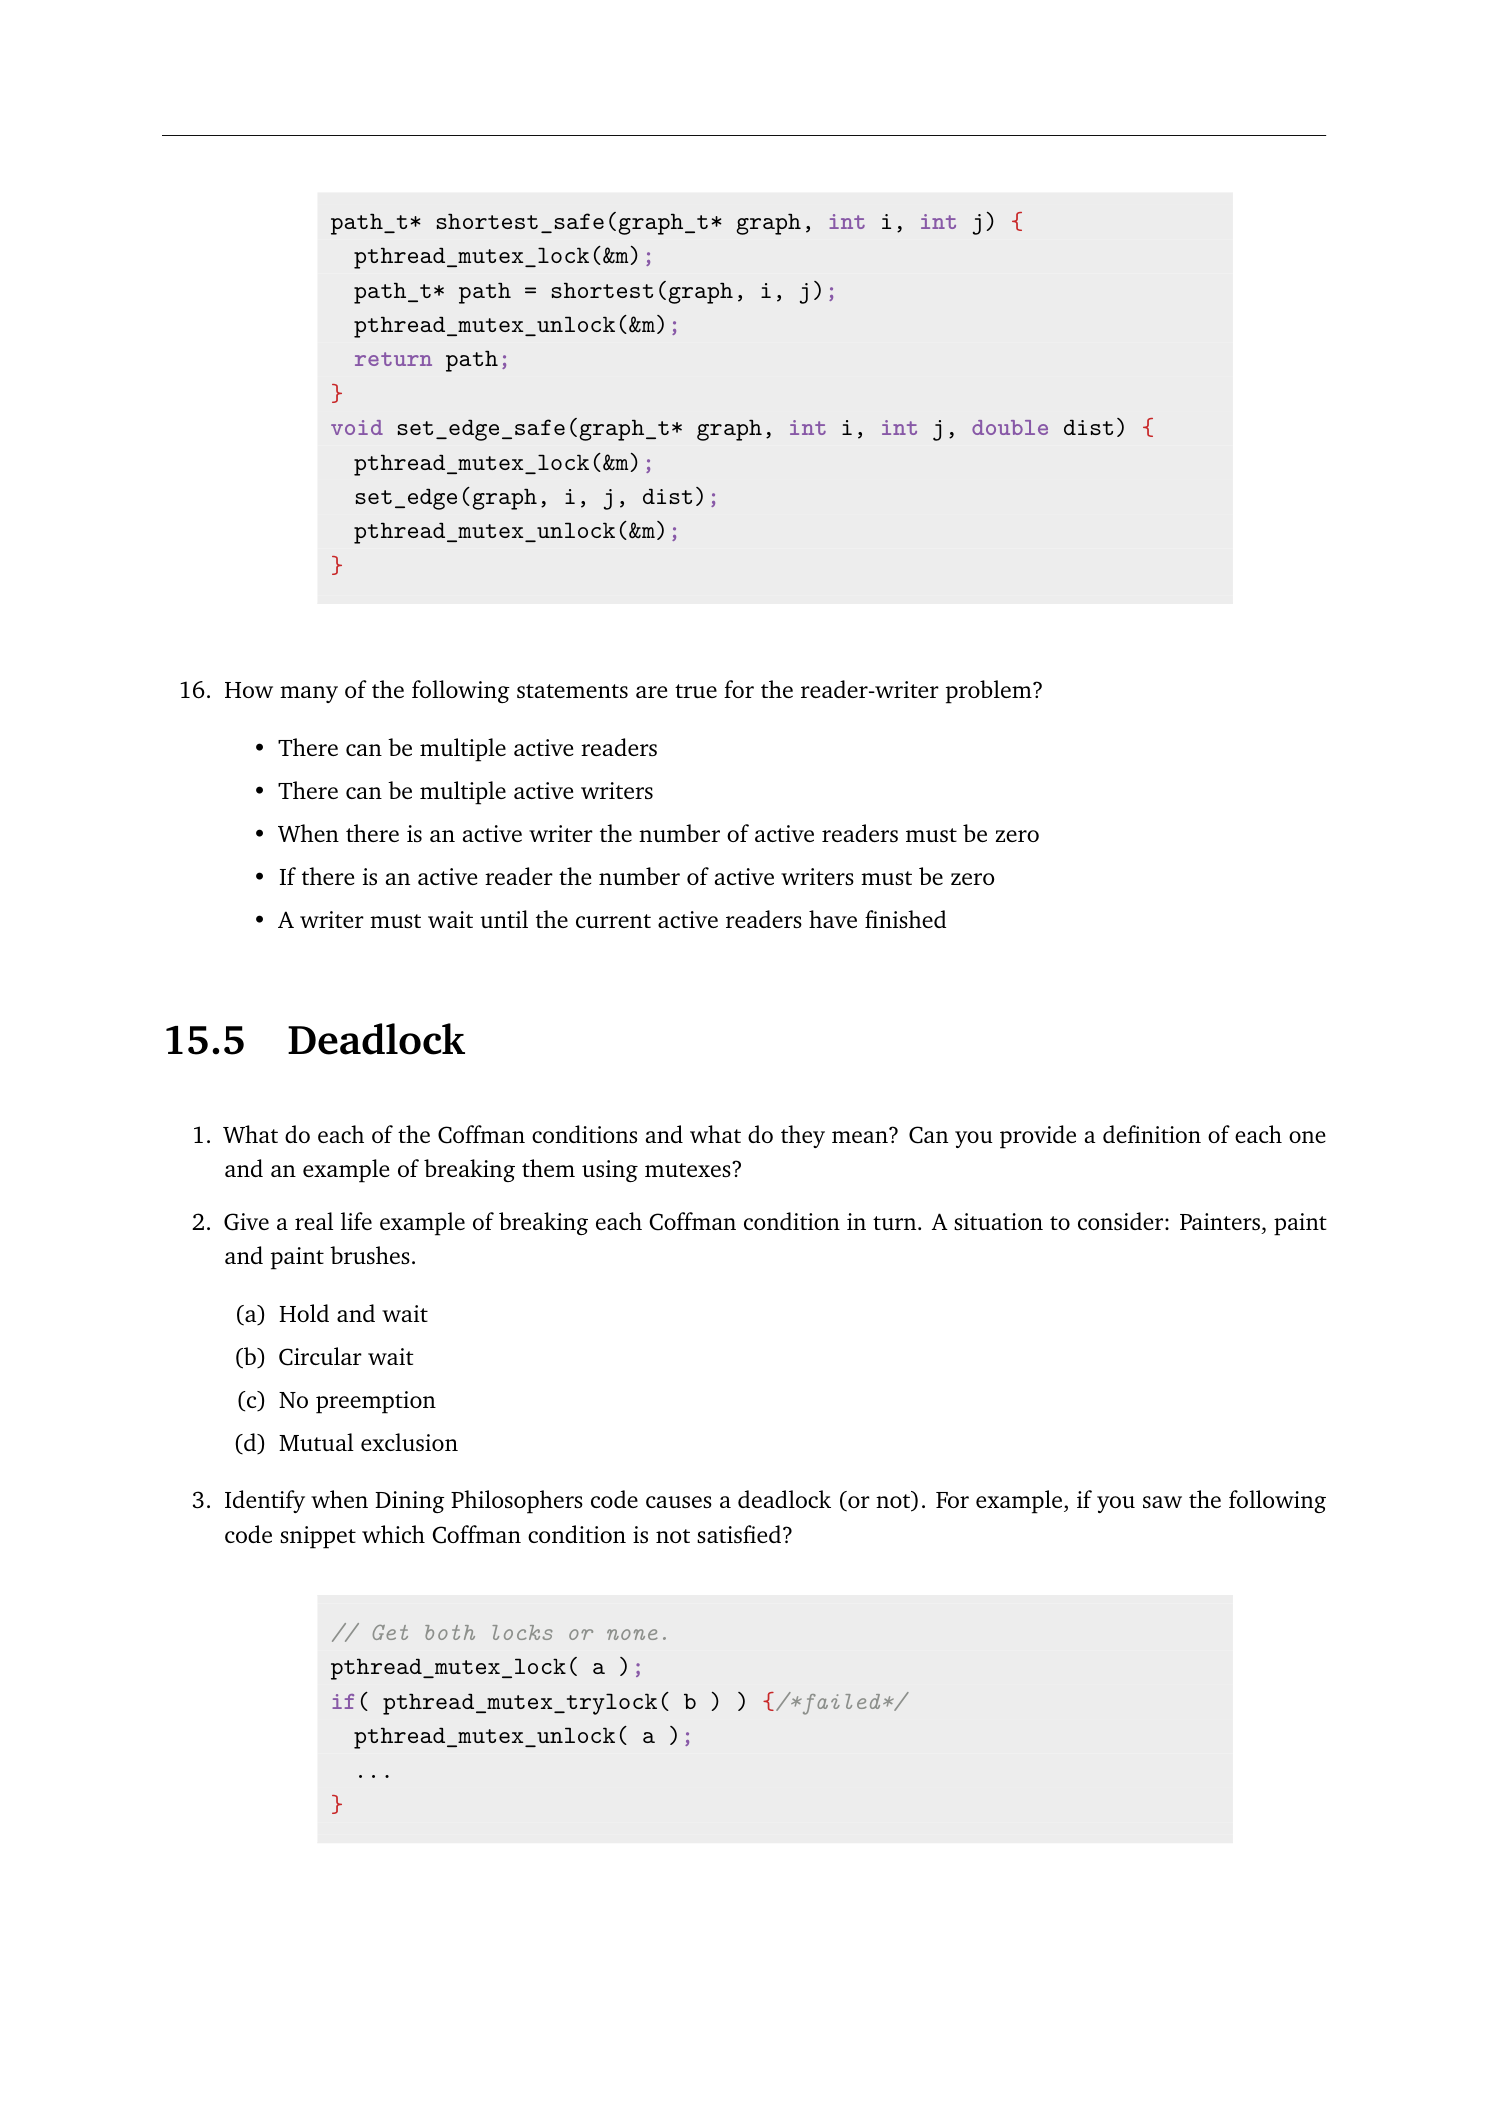 path_t* shortest_safe(graph_t* graph, int i, int j) {
  pthread_mutex_lock(&m);
  path_t* path = shortest(graph, i, j);
  pthread_mutex_unlock(&m);
  return path;
}
void set_edge_safe(graph_t* graph, int i, int j, double dist) {
  pthread_mutex_lock(&m);
  set_edge(graph, i, j, dist);
  pthread_mutex_unlock(&m);
}
16. How many of the following statements are true for the reader-writer problem?
• There can be multiple active readers
• There can be multiple active writers
• When there is an active writer the number of active readers must be zero
• If there is an active reader the number of active writers must be zero
• A writer must wait until the current active readers have finished
15.5 Deadlock
1. What do each of the Coffman conditions and what do they mean? Can you provide a definition of each one
and an example of breaking them using mutexes?
2. Give a real life example of breaking each Coffman condition in turn. A situation to consider: Painters, paint
and paint brushes.
(a) Hold and wait
(b) Circular wait
(c) No preemption
(d) Mutual exclusion
3. Identify when Dining Philosophers code causes a deadlock (or not). For example, if you saw the following
code snippet which Coffman condition is not satisfied?
// Get both locks or none.
pthread_mutex_lock( a );
if( pthread_mutex_trylock( b ) ) {/*failed*/
  pthread_mutex_unlock( a );
  ...
}